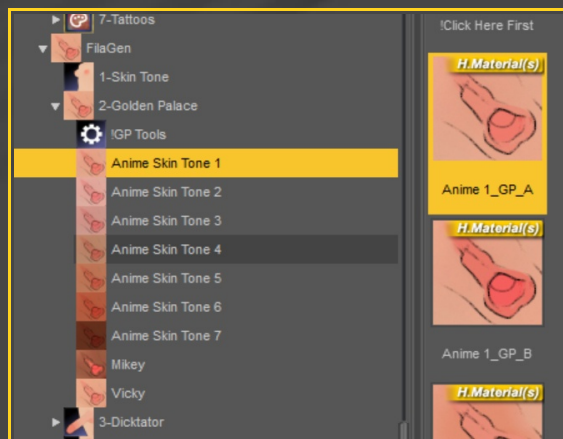 7-Tattoos
FilaGen
1-Skin Tone
2-Golden Palace
!GP Tools
Anime Skin Tone 1
Anime Skin Tone 2
Anime Skin Tone 3
Anime Skin Tone 4
Anime Skin Tone 5
Anime Skin Tone 6
Anime Skin Tone 7
Mikey
Vicky
3-Dicktator
!Click Here First
H.Material(s)
Anime 1_GP_A
H.Material(s)
Anime 1_GP_B
H.Material(s)